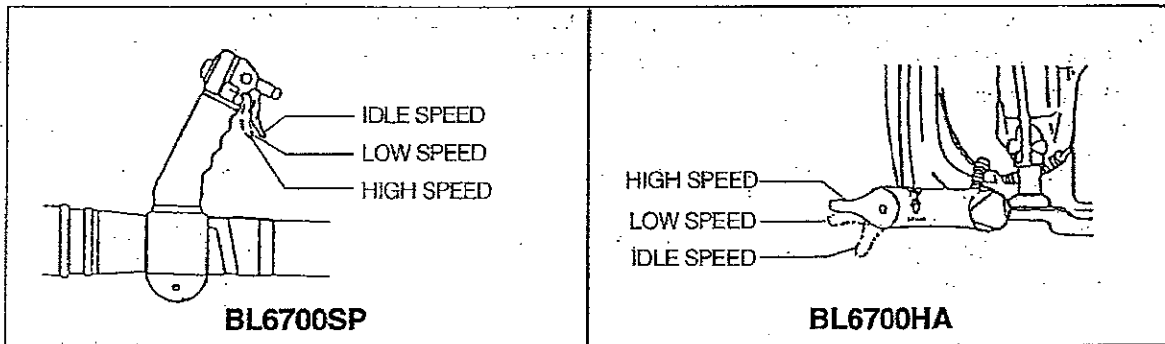 IDLE SPEED
LOW SPEED
HIGH SPEED
BL6700SP
HIGH SPEED
LOW SPEED
IDLE SPEED
BL6700HA